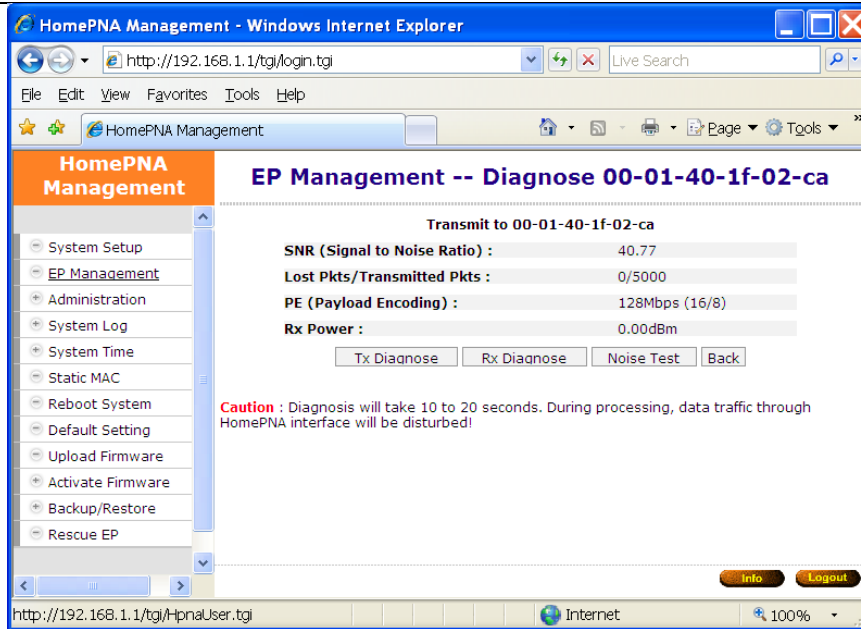 HomePNA Management - Windows Internet Explorer
http://192.168.1.1/tgi/login.tgi
Live Search
File Edit View Favorites Tools Help
HomePNA Management
Page Tools »
HomePNA
Management
EP Management -- Diagnose 00-01-40-1f-02-ca
System Setup
EP Management
Administration
System Log
System Time
Static MAC
Reboot System
Default Setting
Upload Firmware
Activate Firmware
Backup/Restore
Rescue EP
Transmit to 00-01-40-1f-02-ca
SNR (Signal to Noise Ratio) : 40.77
Lost Pkts/Transmitted Pkts : 0/5000
PE (Payload Encoding) : 128Mbps (16/8)
Rx Power : 0.00dBm
Tx Diagnose Rx Diagnose Noise Test Back
Caution : Diagnosis will take 10 to 20 seconds. During processing, data traffic through
HomePNA interface will be disturbed!
Info Logout
http://192.168.1.1/tgi/HpnaUser.tgi Internet 100%